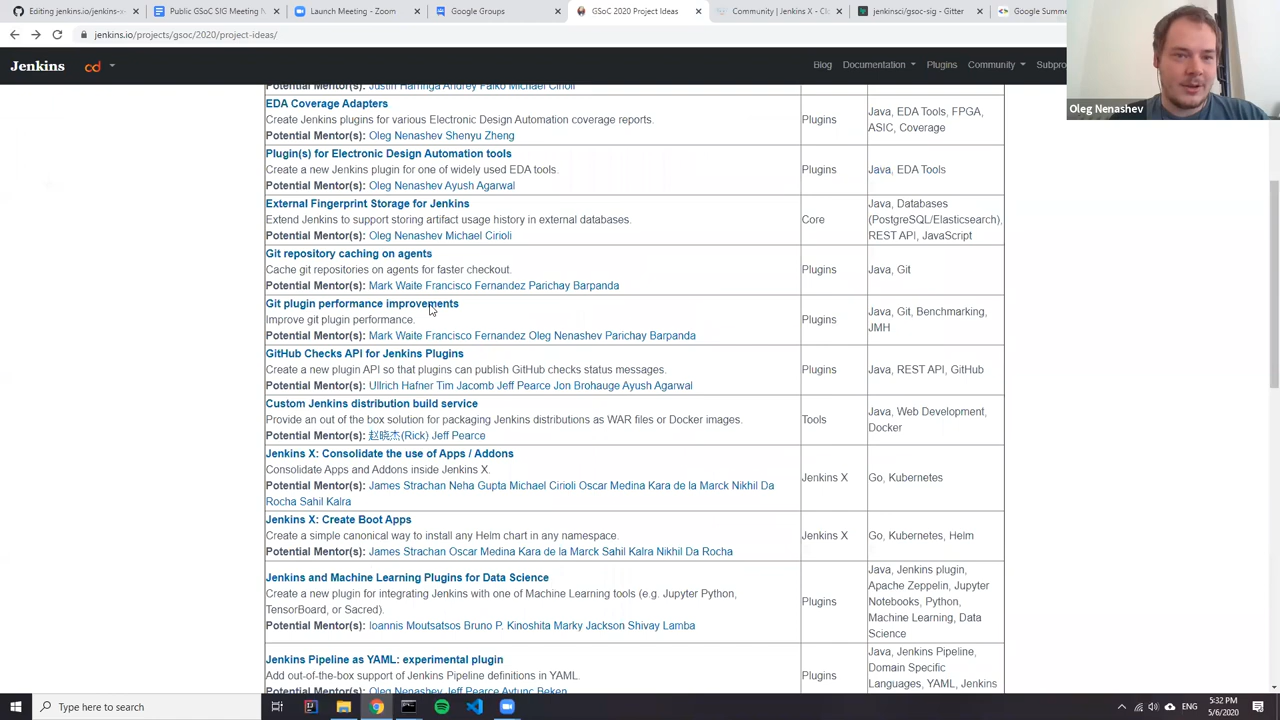 Editing jenkins.io/jenkins-x
Public GSoC SIG Meeting N
Launch Meeting - Zoom
Google Groups
GSoC 2020 Project Ideas
Community | Jenkins X - Cl
jenkinsci/gsoc-sig - Gitter
Google Summe
jenkins.io/projects/gsoc/2020/project-ideas/
Jenkins
cd
Blog Documentation Plugins Community Subpro
Oleg Nenashev
Justin Harringa Andrey Falko Michael Cirioli
EDA Coverage Adapters
Create Jenkins plugins for various Electronic Design Automation coverage reports.
Potential Mentor(s): Oleg Nenashev Shenyu Zheng
Plugins
Java, EDA Tools, FPGA,
ASIC, Coverage
Plugin(s) for Electronic Design Automation tools
Create a new Jenkins plugin for one of widely used EDA tools.
Potential Mentor(s): Oleg Nenashev Ayush Agarwal
Plugins
Java, EDA Tools
External Fingerprint Storage for Jenkins
Extend Jenkins to support storing artifact usage history in external databases.
Potential Mentor(s): Oleg Nenashev Michael Cirioli
Core
Java, Databases
(PostgreSQL/Elasticsearch),
REST API, JavaScript
Git repository caching on agents
Cache git repositories on agents for faster checkout.
Potential Mentor(s): Mark Waite Francisco Fernandez Parichay Barpanda
Plugins
Java, Git
Git plugin performance improvements
Improve git plugin performance.
Potential Mentor(s): Mark Waite Francisco Fernandez Oleg Nenashev Parichay Barpanda
Plugins
Java, Git, Benchmarking,
JMH
GitHub Checks API for Jenkins Plugins
Create a new plugin API so that plugins can publish GitHub checks status messages.
Potential Mentor(s): Ullrich Hafner Tim Jacomb Jeff Pearce Jon Brohauge Ayush Agarwal
Plugins
Java, REST API, GitHub
Custom Jenkins distribution build service
Provide an out of the box solution for packaging Jenkins distributions as WAR files or Docker images.
Potential Mentor(s): 赵晓杰(Rick) Jeff Pearce
Tools
Java, Web Development,
Docker
Jenkins X: Consolidate the use of Apps / Addons
Consolidate Apps and Addons inside Jenkins X.
Potential Mentor(s): James Strachan Neha Gupta Michael Cirioli Oscar Medina Kara de la Marck Nikhil Da
Rocha Sahil Kalra
Jenkins X
Go, Kubernetes
Jenkins X: Create Boot Apps
Create a simple canonical way to install any Helm chart in any namespace.
Potential Mentor(s): James Strachan Oscar Medina Kara de la Marck Sahil Kalra Nikhil Da Rocha
Jenkins X
Go, Kubernetes, Helm
Jenkins and Machine Learning Plugins for Data Science
Create a new plugin for integrating Jenkins with one of Machine Learning tools (e.g. Jupyter Python,
TensorBoard, or Sacred).
Potential Mentor(s): Ioannis Moutsatsos Bruno P. Kinoshita Marky Jackson Shivay Lamba
Plugins
Java, Jenkins plugin,
Apache Zeppelin, Jupyter
Notebooks, Python,
Machine Learning, Data
Science
Jenkins Pipeline as YAML: experimental plugin
Add out-of-the-box support of Jenkins Pipeline definitions in YAML.
Potential Mentor(s): Oleg Nenashev Jeff Pearce Aytunc Beken
Plugins
Java, Jenkins Pipeline,
Domain Specific
Languages, YAML, Jenkins
Type here to search
ENG
5:32 PM
5/6/2020